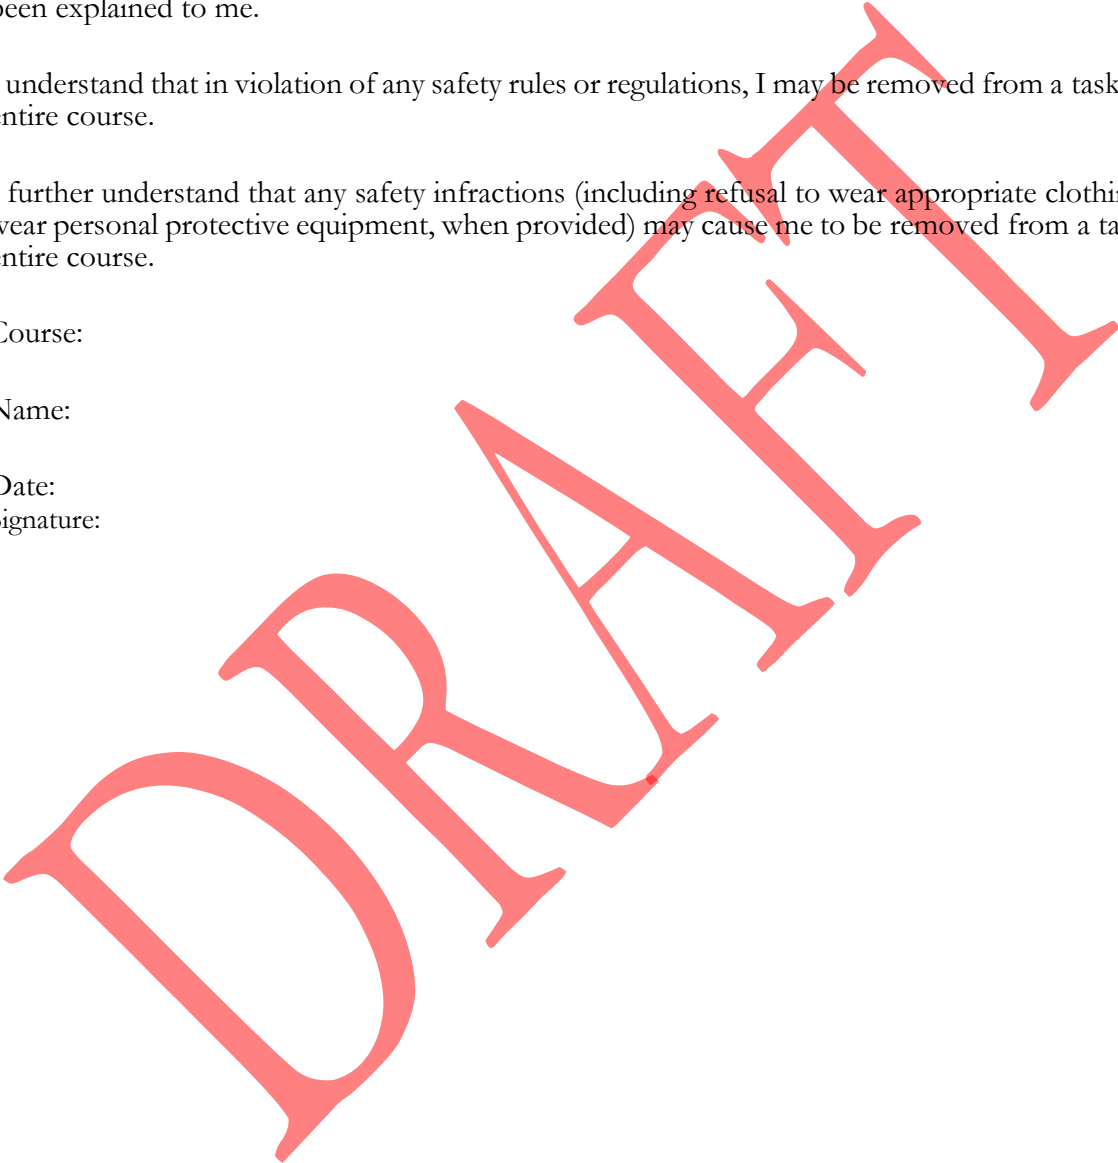 been explained to me.
understand that in violation of any safety rules or regulations, I may be removed from a task
entire course.
further understand that any safety infractions (including refusal to wear appropriate clothin
wear personal protective equipment, when provided) may cause me to be removed from a ta
entire course.
Course:
Name:
Date:
Signature:
DRAFT